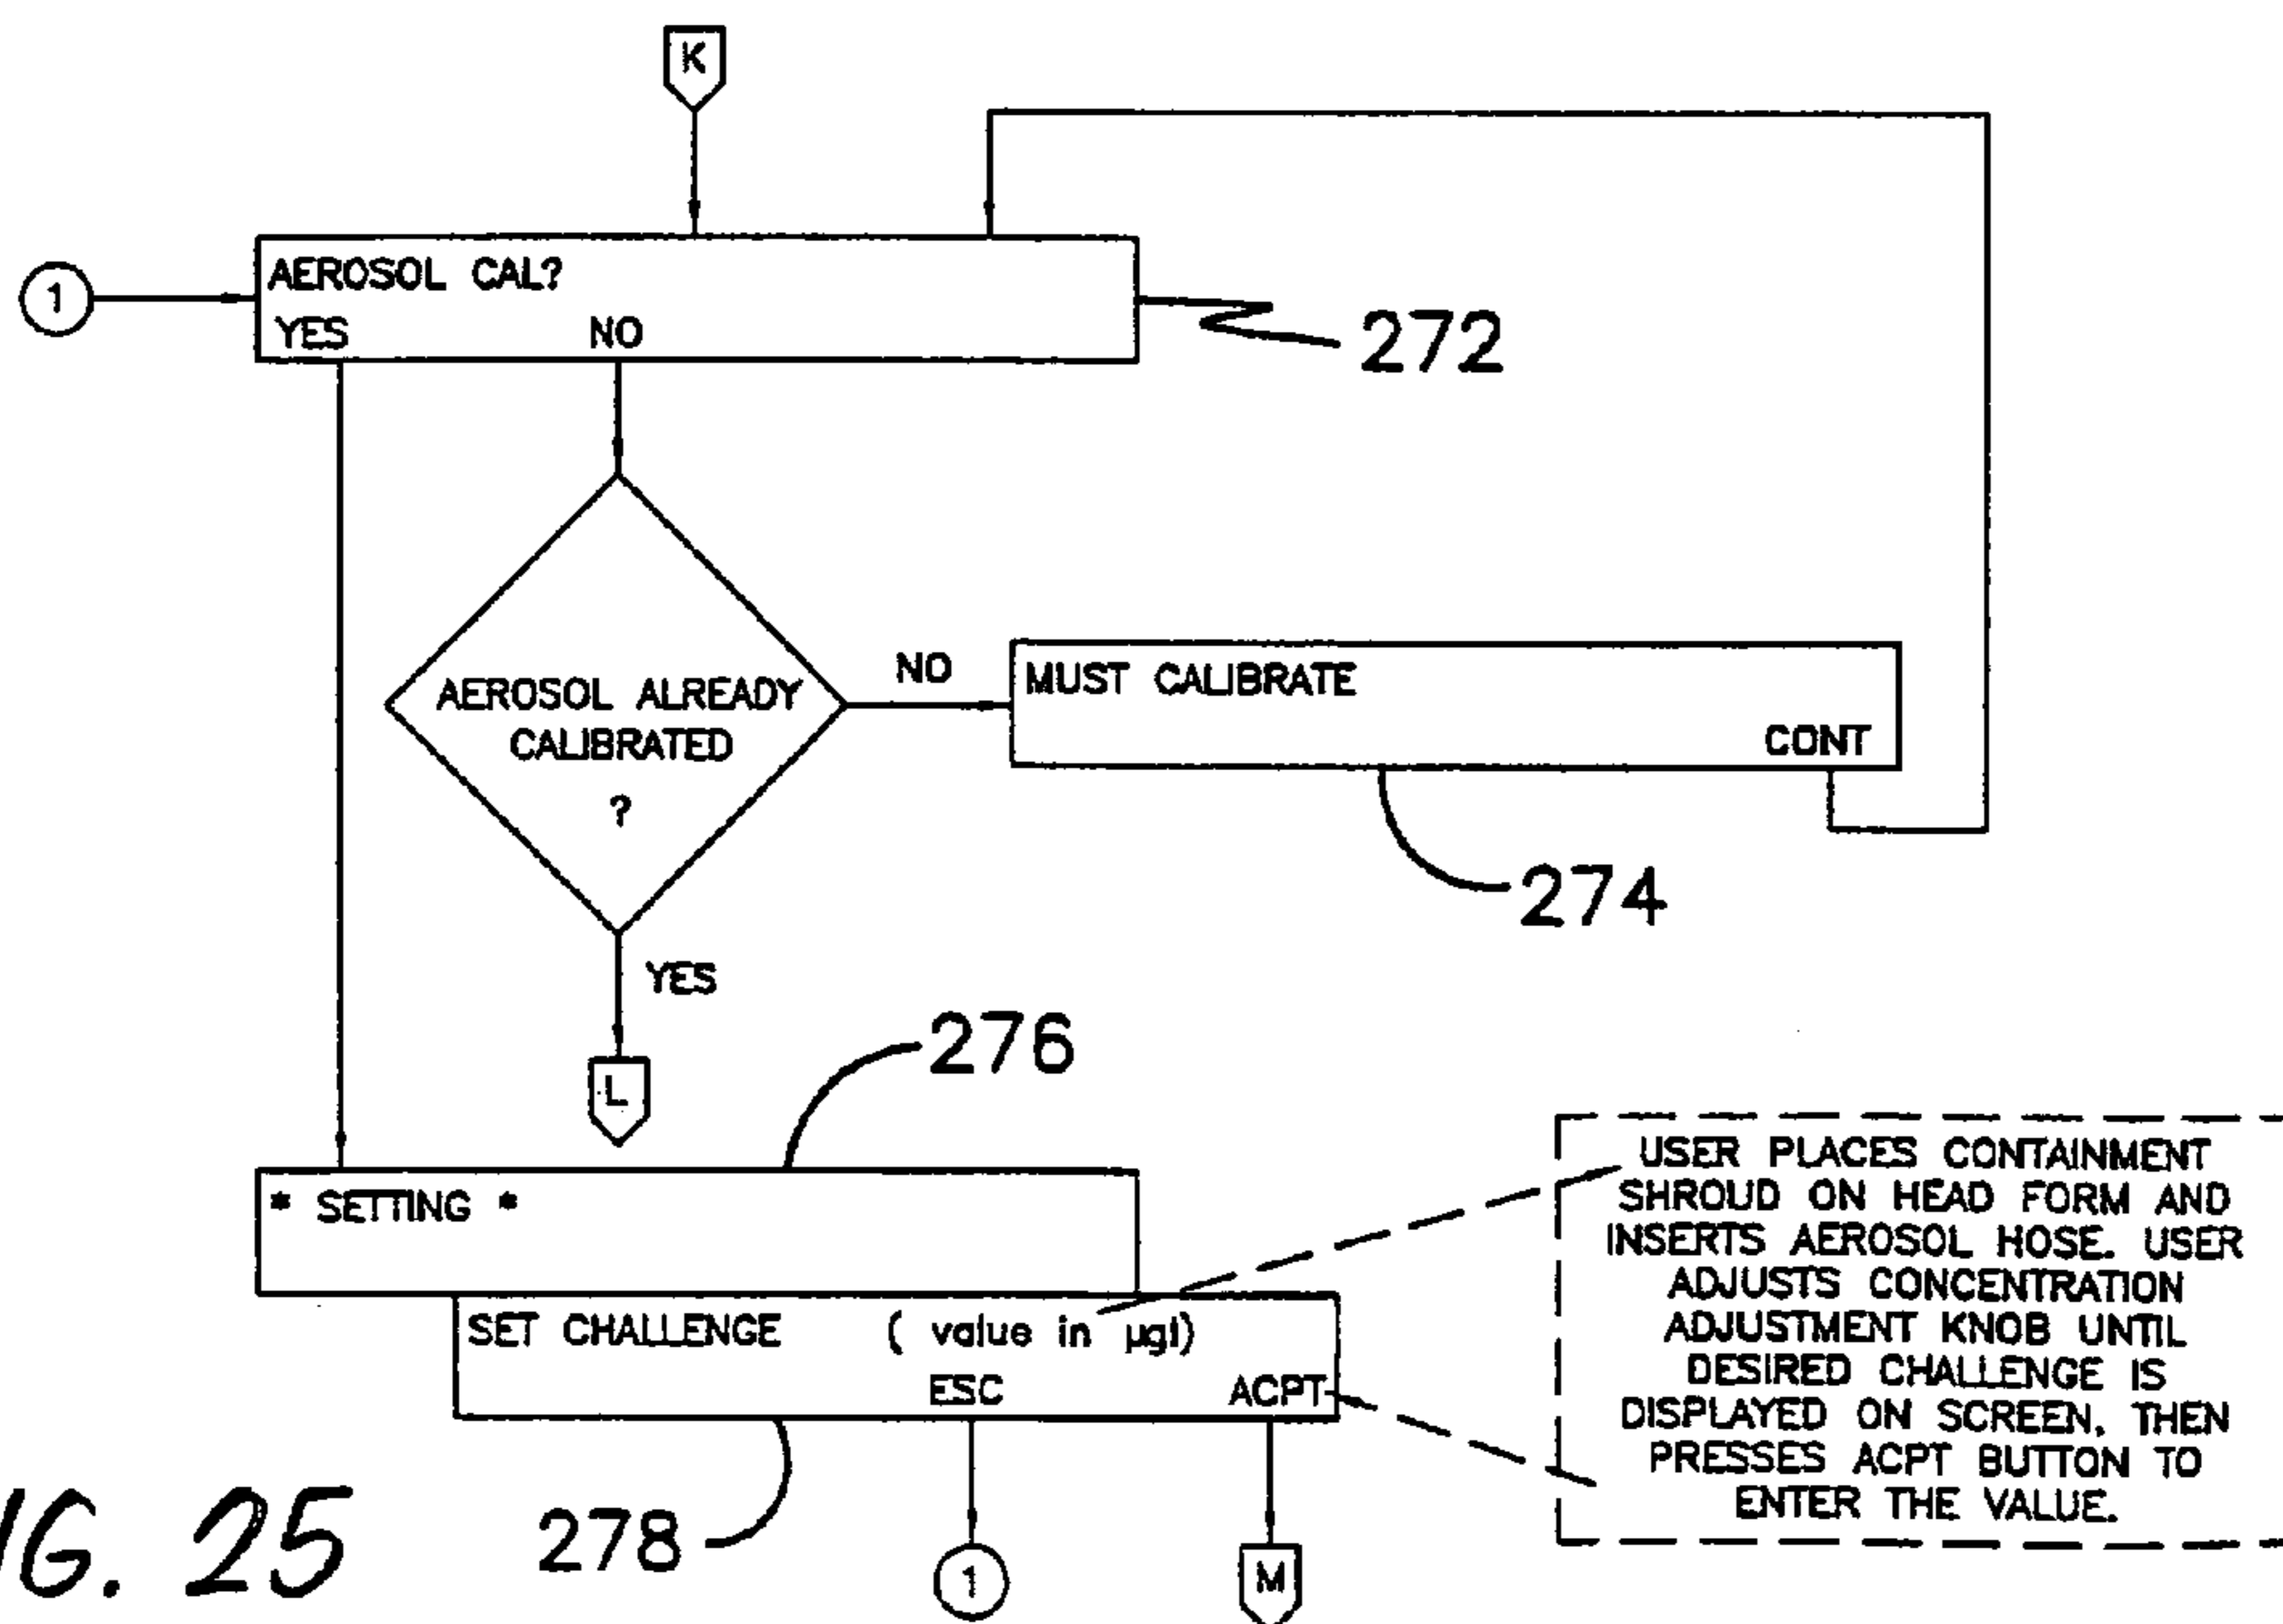 K
AEROSOL CAL?
1
YES NO
272
AEROSOL ALREADY
CALIBRATED
?
NO
MUST CALIBRATE
CONT
274
YES
L
276
* SETTING *
SET CHALLENGE ( value in µgl)
ESC ACPT
278
1
M
USER PLACES CONTAINMENT
SHROUD ON HEAD FORM AND
INSERTS AEROSOL HOSE. USER
ADJUSTS CONCENTRATION
ADJUSTMENT KNOB UNTIL
DESIRED CHALLENGE IS
DISPLAYED ON SCREEN, THEN
PRESSES ACPT BUTTON TO
ENTER THE VALUE.
IG. 25